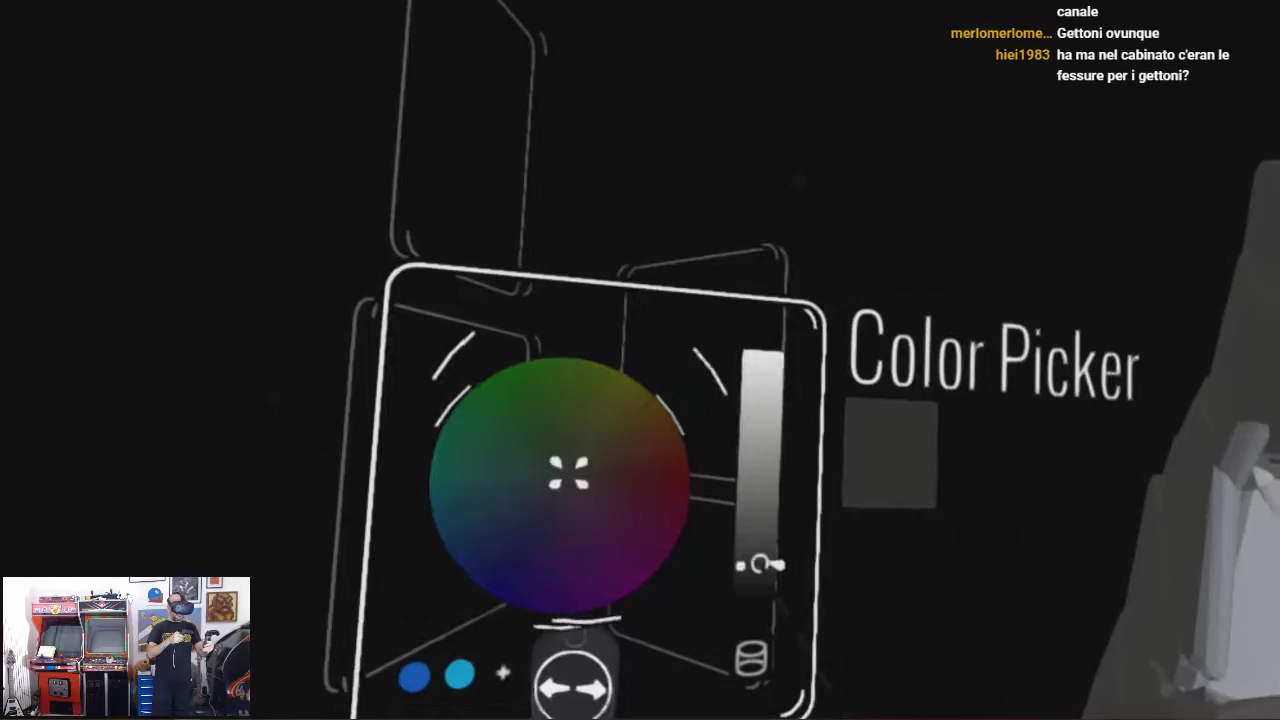 canale
merlomerlome… Gettoni ovunque
hiei1983 ha ma nel cabinato c'eran le
fessure per i gettoni?
Color Picker